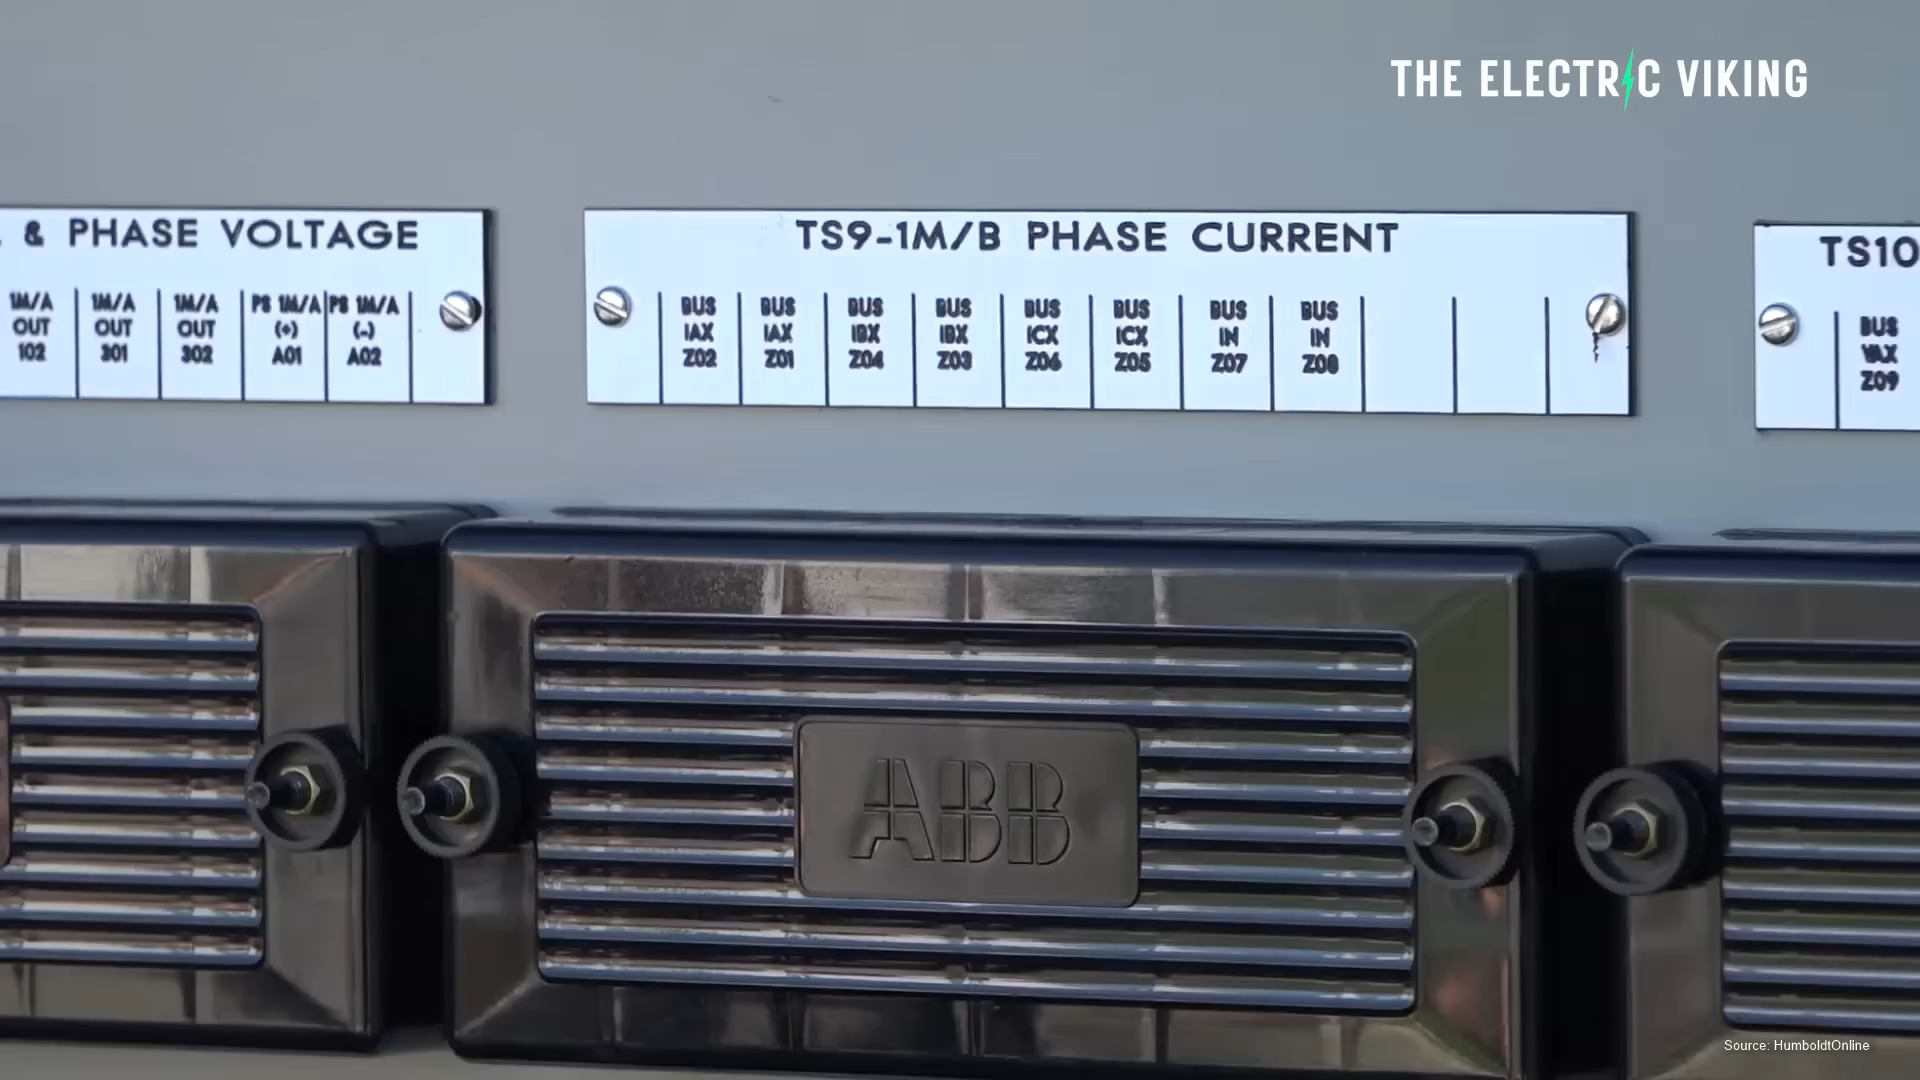 THE ELECTRIC VIKING
& PHASE VOLTAGE
1M/A OUT 102
1M/A OUT 301
1M/A OUT 302
PS 1M/A (+) A01
PS 1M/A (-) A02
TS9-1M/B PHASE CURRENT
BUS IAX Z02
BUS IAX Z01
BUS IBX Z04
BUS IBX Z03
BUS ICX Z06
BUS ICX Z05
BUS IN Z07
BUS IN Z08
TS10
BUS VAX Z09
ABB
Source: HumboldtOnline